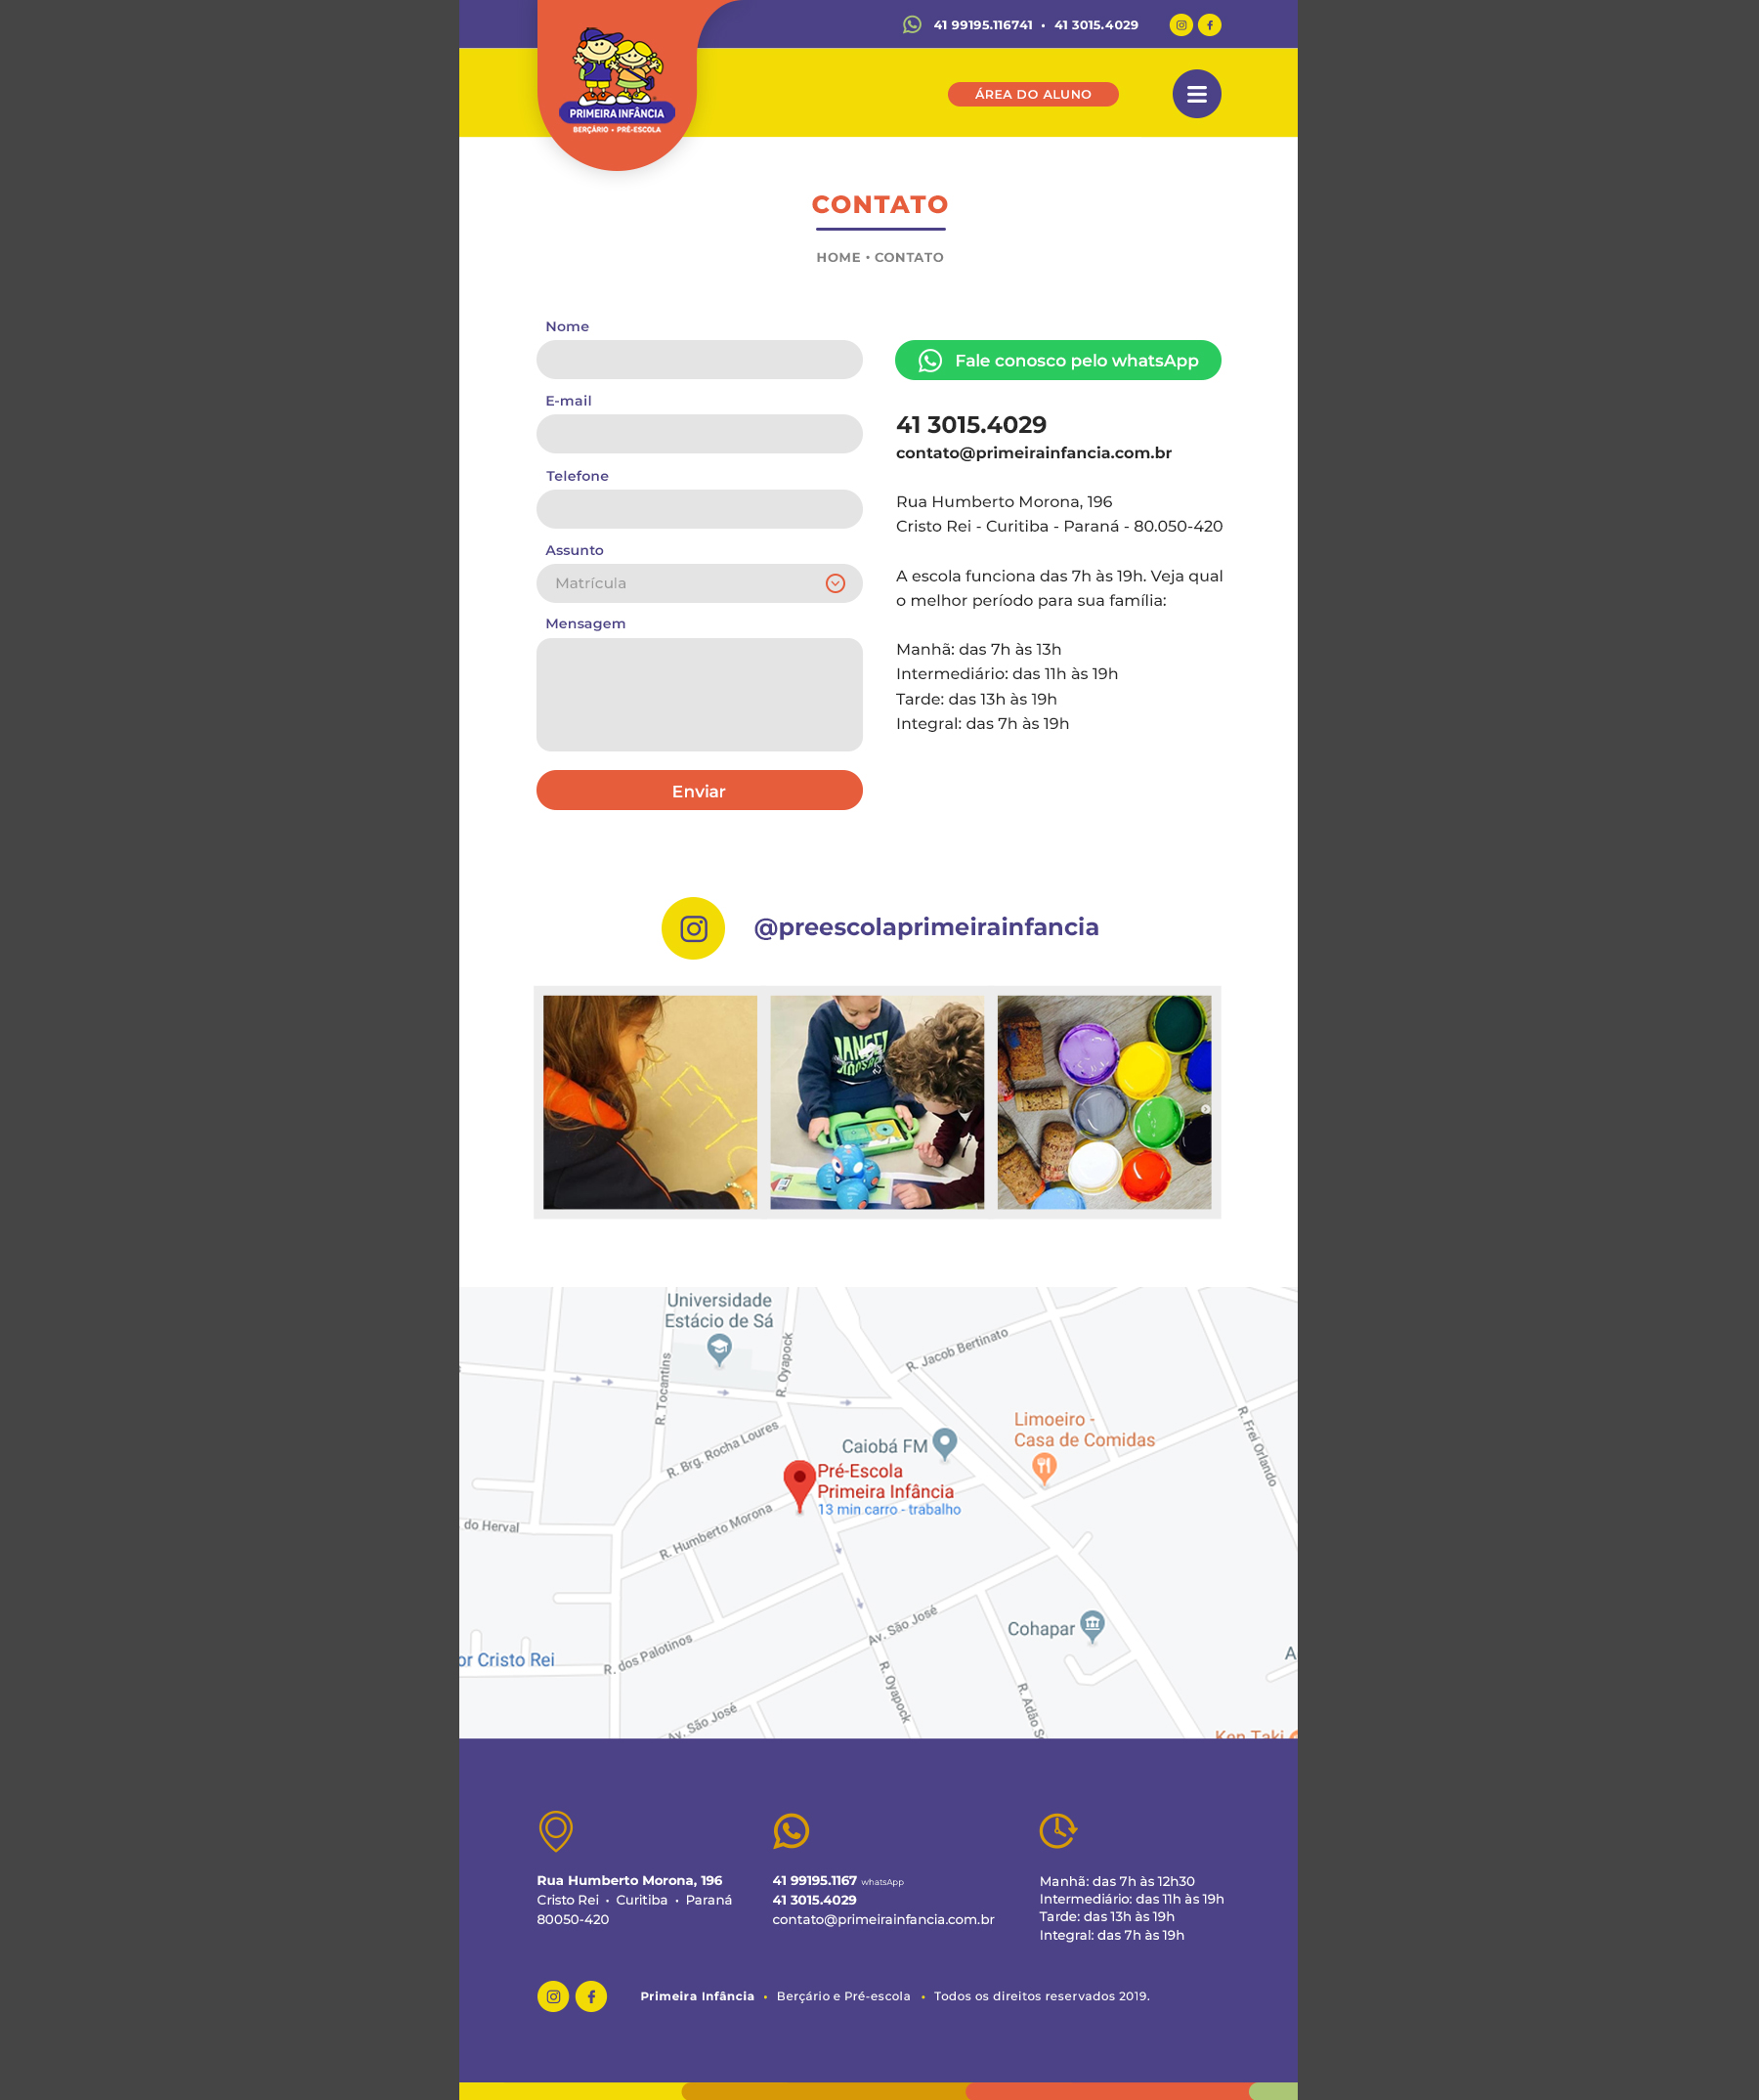 41 99195.116741 • 41 3015.4029
PRIMEIRA INFÂNCIA
BERÇÁRIO • PRÉ-ESCOLA
ÁREA DO ALUNO
CONTATO
HOME • CONTATO
Nome
E-mail
Telefone
Assunto
Matrícula
Mensagem
Enviar
Fale conosco pelo whatsApp
41 3015.4029
contato@primeirainfancia.com.br
Rua Humberto Morona, 196
Cristo Rei - Curitiba - Paraná - 80.050-420
A escola funciona das 7h às 19h. Veja qual
o melhor período para sua família:
Manhã: das 7h às 13h
Intermediário: das 11h às 19h
Tarde: das 13h às 19h
Integral: das 7h às 19h
@preescolaprimeirainfancia
Universidade
Estácio de Sá
R. Tocantins
R. Oyapock
R. Jacob Bertinato
R. Brg. Rocha Loures
Caiobá FM
Limoeiro -
Casa de Comidas
R. Frei Orlando
Pré-Escola
Primeira Infância
13 min carro - trabalho
do Herval
R. Humberto Morona
Av. São José
Cohapar
or Cristo Rei
R. dos Palotinos
R. Oyapock
R. Adão S
A
Av. São José
Ken Taki
Rua Humberto Morona, 196
Cristo Rei • Curitiba • Paraná
80050-420
41 99195.1167 whatsApp
41 3015.4029
contato@primeirainfancia.com.br
Manhã: das 7h às 12h30
Intermediário: das 11h às 19h
Tarde: das 13h às 19h
Integral: das 7h às 19h
Primeira Infância • Berçário e Pré-escola • Todos os direitos reservados 2019.